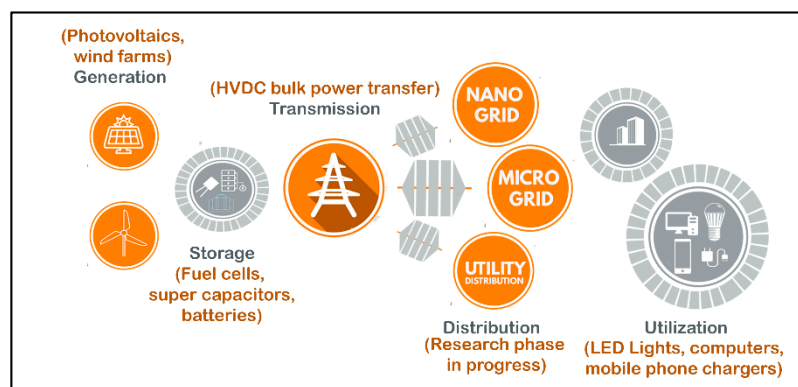 (Photovoltaics,
wind farms)
Generation
(HVDC bulk power transfer)
Transmission
NANO
GRID
MICRO
GRID
Storage
(Fuel cells,
super capacitors,
batteries)
UTILITY
DISTRIBUTION
Distribution
(Research phase
in progress)
Utilization
(LED Lights, computers,
mobile phone chargers)